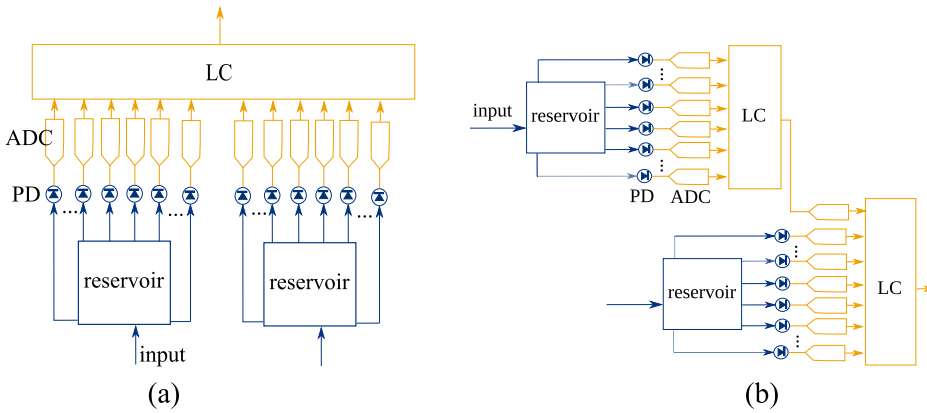 LC
ADC
PD
... ... ... ...
reservoir reservoir
input
(a)
input
reservoir
...
...
PD ADC
LC
reservoir
...
...
LC
(b)